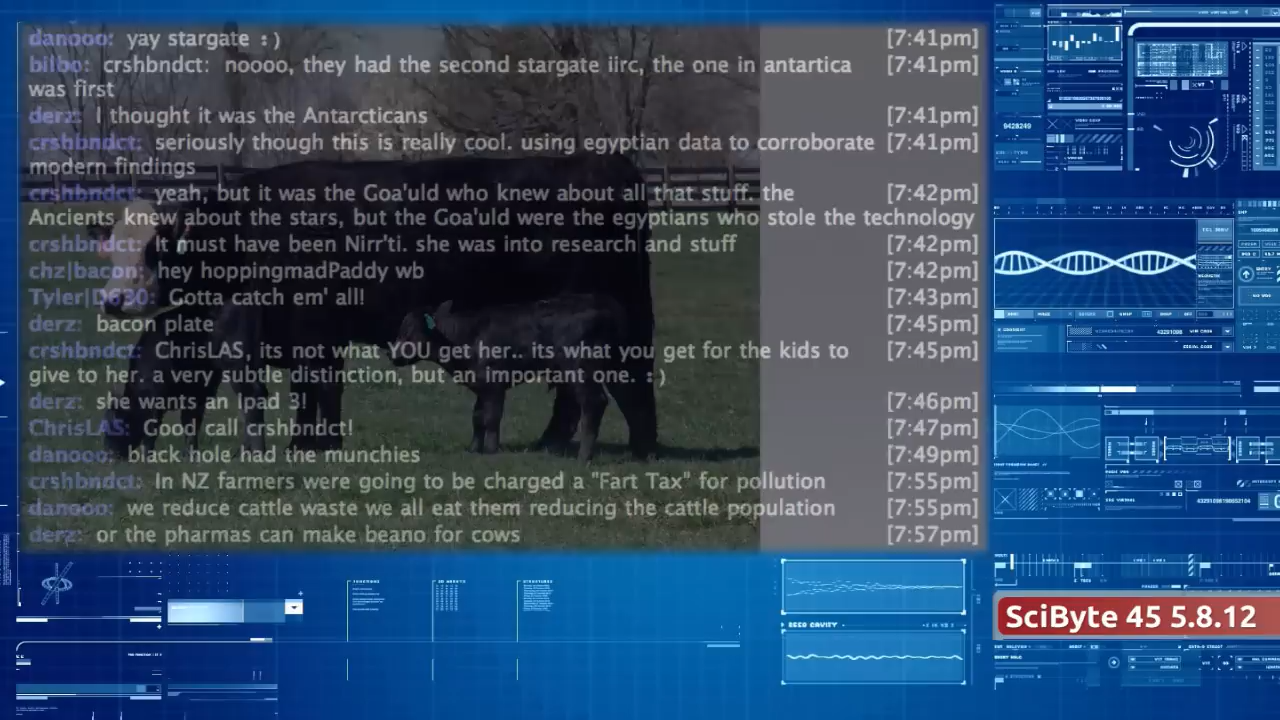 danooo: yay stargate :) [7:41pm]
bilbo: crshbndct: noooo, they had the second stargate iirc, the one in antartica [7:41pm]
was first
derz: I thought it was the Antarcticans [7:41pm]
crshbndct: seriously though - this is really cool. using egyptian data to corroborate [7:41pm]
modern findings
crshbndct: yeah, but it was the Goa'uld who knew about all that stuff. the [7:42pm]
Ancients knew about the stars, but the Goa'uld were the egyptians who stole the technology
crshbndct: It must have been Nirr'ti. she was in research and stuff [7:42pm]
chz|bacon: hey hoppingmadPaddy wb [7:42pm]
Tyler|D630: Gotta catch em' all! [7:43pm]
derz: bacon plate [7:45pm]
crshbndct: ChrisLAS, its not what YOU get her. its what you get for the kids to [7:45pm]
give to her. a very subtle distinction, but an important one. :)
derz: she wants an Ipad 3! [7:46pm]
ChrisLAS: Good call crshbndct! [7:47pm]
danooo: black hole had the munchies [7:49pm]
crshbndct: In NZ farmers were going to be charged a "Fart Tax" for pollution [7:55pm]
danooo: we reduce cattle waste ... eat them reducing the cattle population [7:55pm]
derz: or the pharmas can make beano for cows [7:57pm]
9428249
SciByte 45 5.8.12